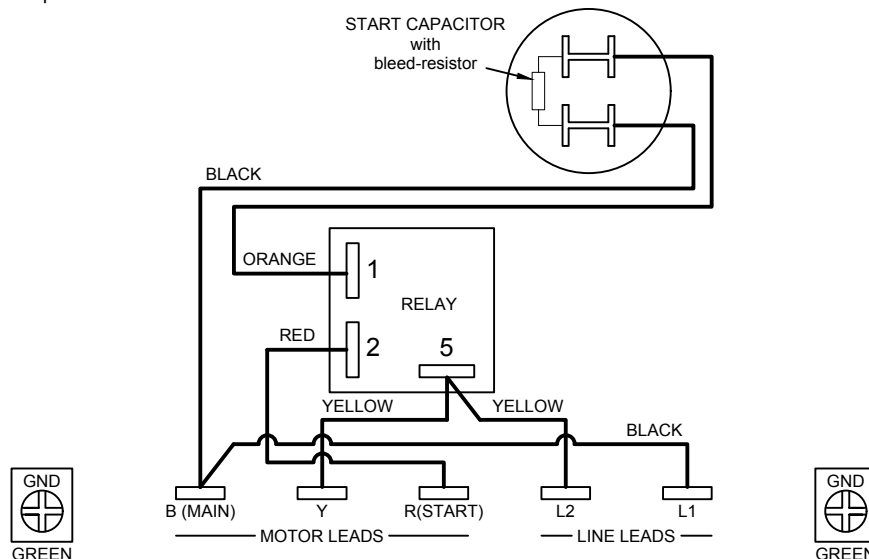 START CAPACITOR
with
bleed-resistor
BLACK
ORANGE
1
RELAY
RED
2
5
YELLOW
YELLOW
BLACK
GND
GREEN
B (MAIN)
Y
R(START)
L2
L1
MOTOR LEADS
LINE LEADS
GND
GREEN